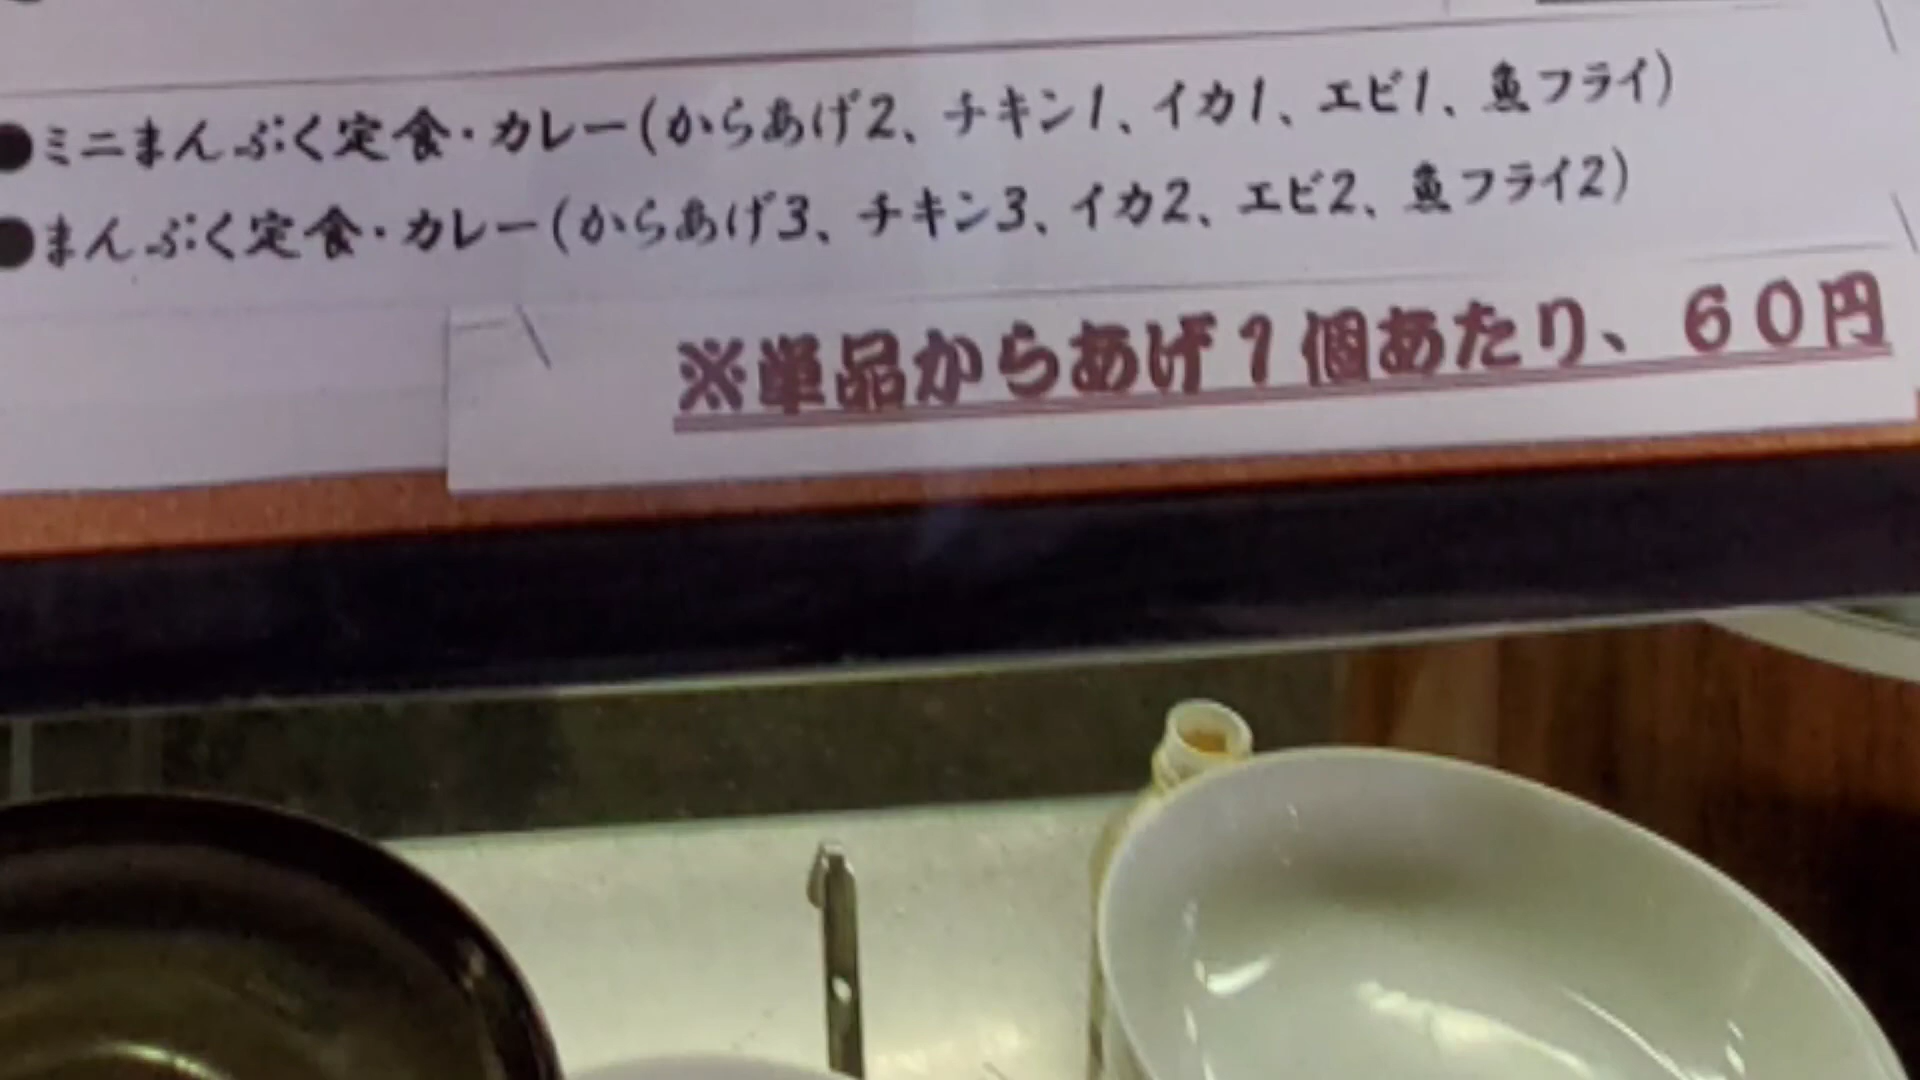 ●ミニまんぷく定食・カレー(からあげ2、チキン1、イカ1、エビ1、魚フライ)
●まんぷく定食・カレー(からあげ3、チキン3、イカ2、エビ2、魚フライ2)
※単品からあげ1個あたり、60円